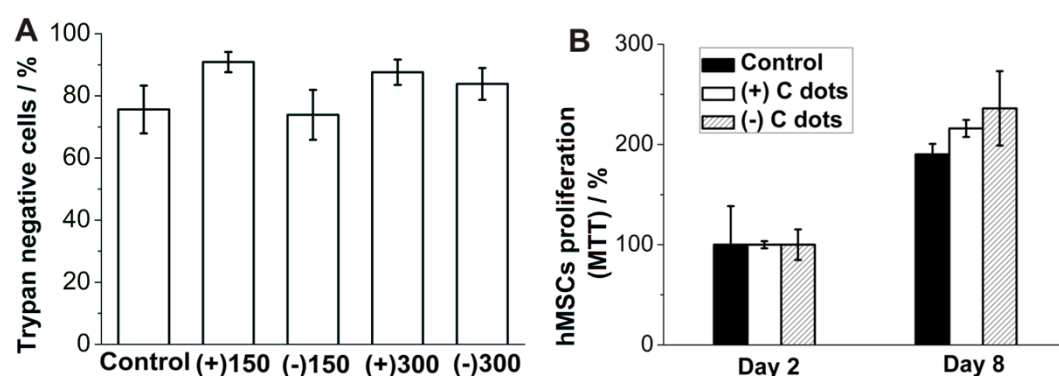 A
Trypan negative cells / %
100
80
60
40
20
0
Control (+)150 (-)150 (+)300 (-)300
B
hMSCs proliferation
(MTT) / %
300
200
100
0
Control
(+) C dots
(-) C dots
Day 2 Day 8